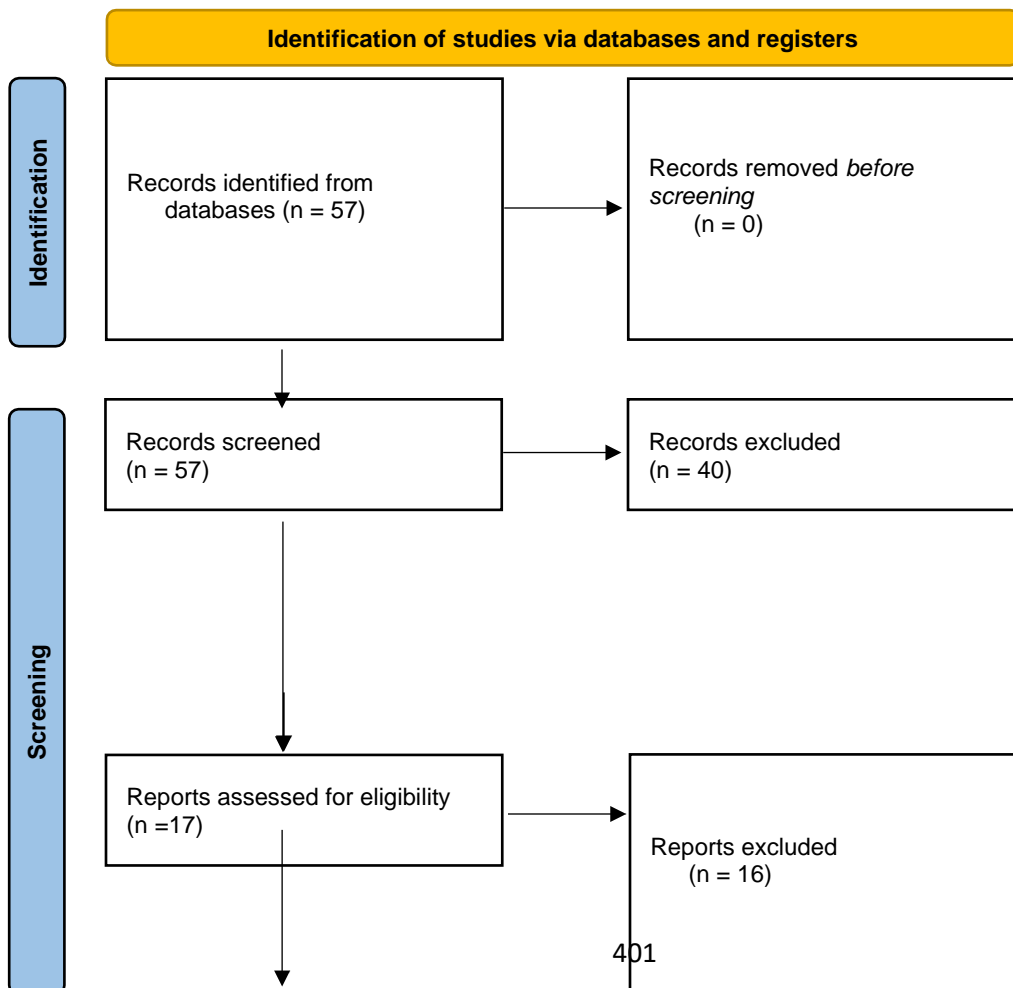 Identification of studies via databases and registers
Identification
Records identified from
databases (n = 57)
Records removed before
screening
(n = 0)
Screening
Records screened
(n = 57)
Records excluded
(n = 40)
Reports assessed for eligibility
(n =17)
Reports excluded
(n = 16)
401